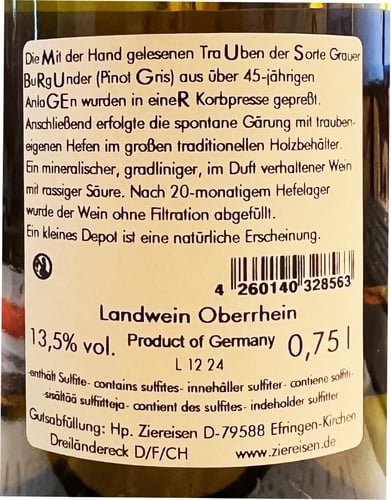 Die Mit der Hand gelesenen TraUben der Sorte Grauer
BuRgUnder (Pinot Gris) aus über 45-jährigen
AnlaGEn wurden in eineR Korbpresse gepreßt.
Anschließend erfolgte die spontane Gärung mit trauben-
eigenen Hefen im großen traditionellen Holzbehälter.
Ein mineralischer, gradliniger, im Duft verhaltener Wein
mit rassiger Säure. Nach 20-monatigem Hefelager
wurde der Wein ohne Filtration abgefüllt.
Ein kleines Depot ist eine natürliche Erscheinung.
4 260140 328563
Landwein Oberrhein
13,5% vol. Product of Germany 0,75 l
L 12 24
-enthält Sulfite- contains sulfites- innehåller sulfiter- contiene solfiti-
-sisältöä sulfiitteja- contient des sulfites- indeholder sulfitter
Gutsabfüllung: Hp. Ziereisen D-79588 Efringen-Kirchen
Dreiländereck D/F/CH www.ziereisen.de